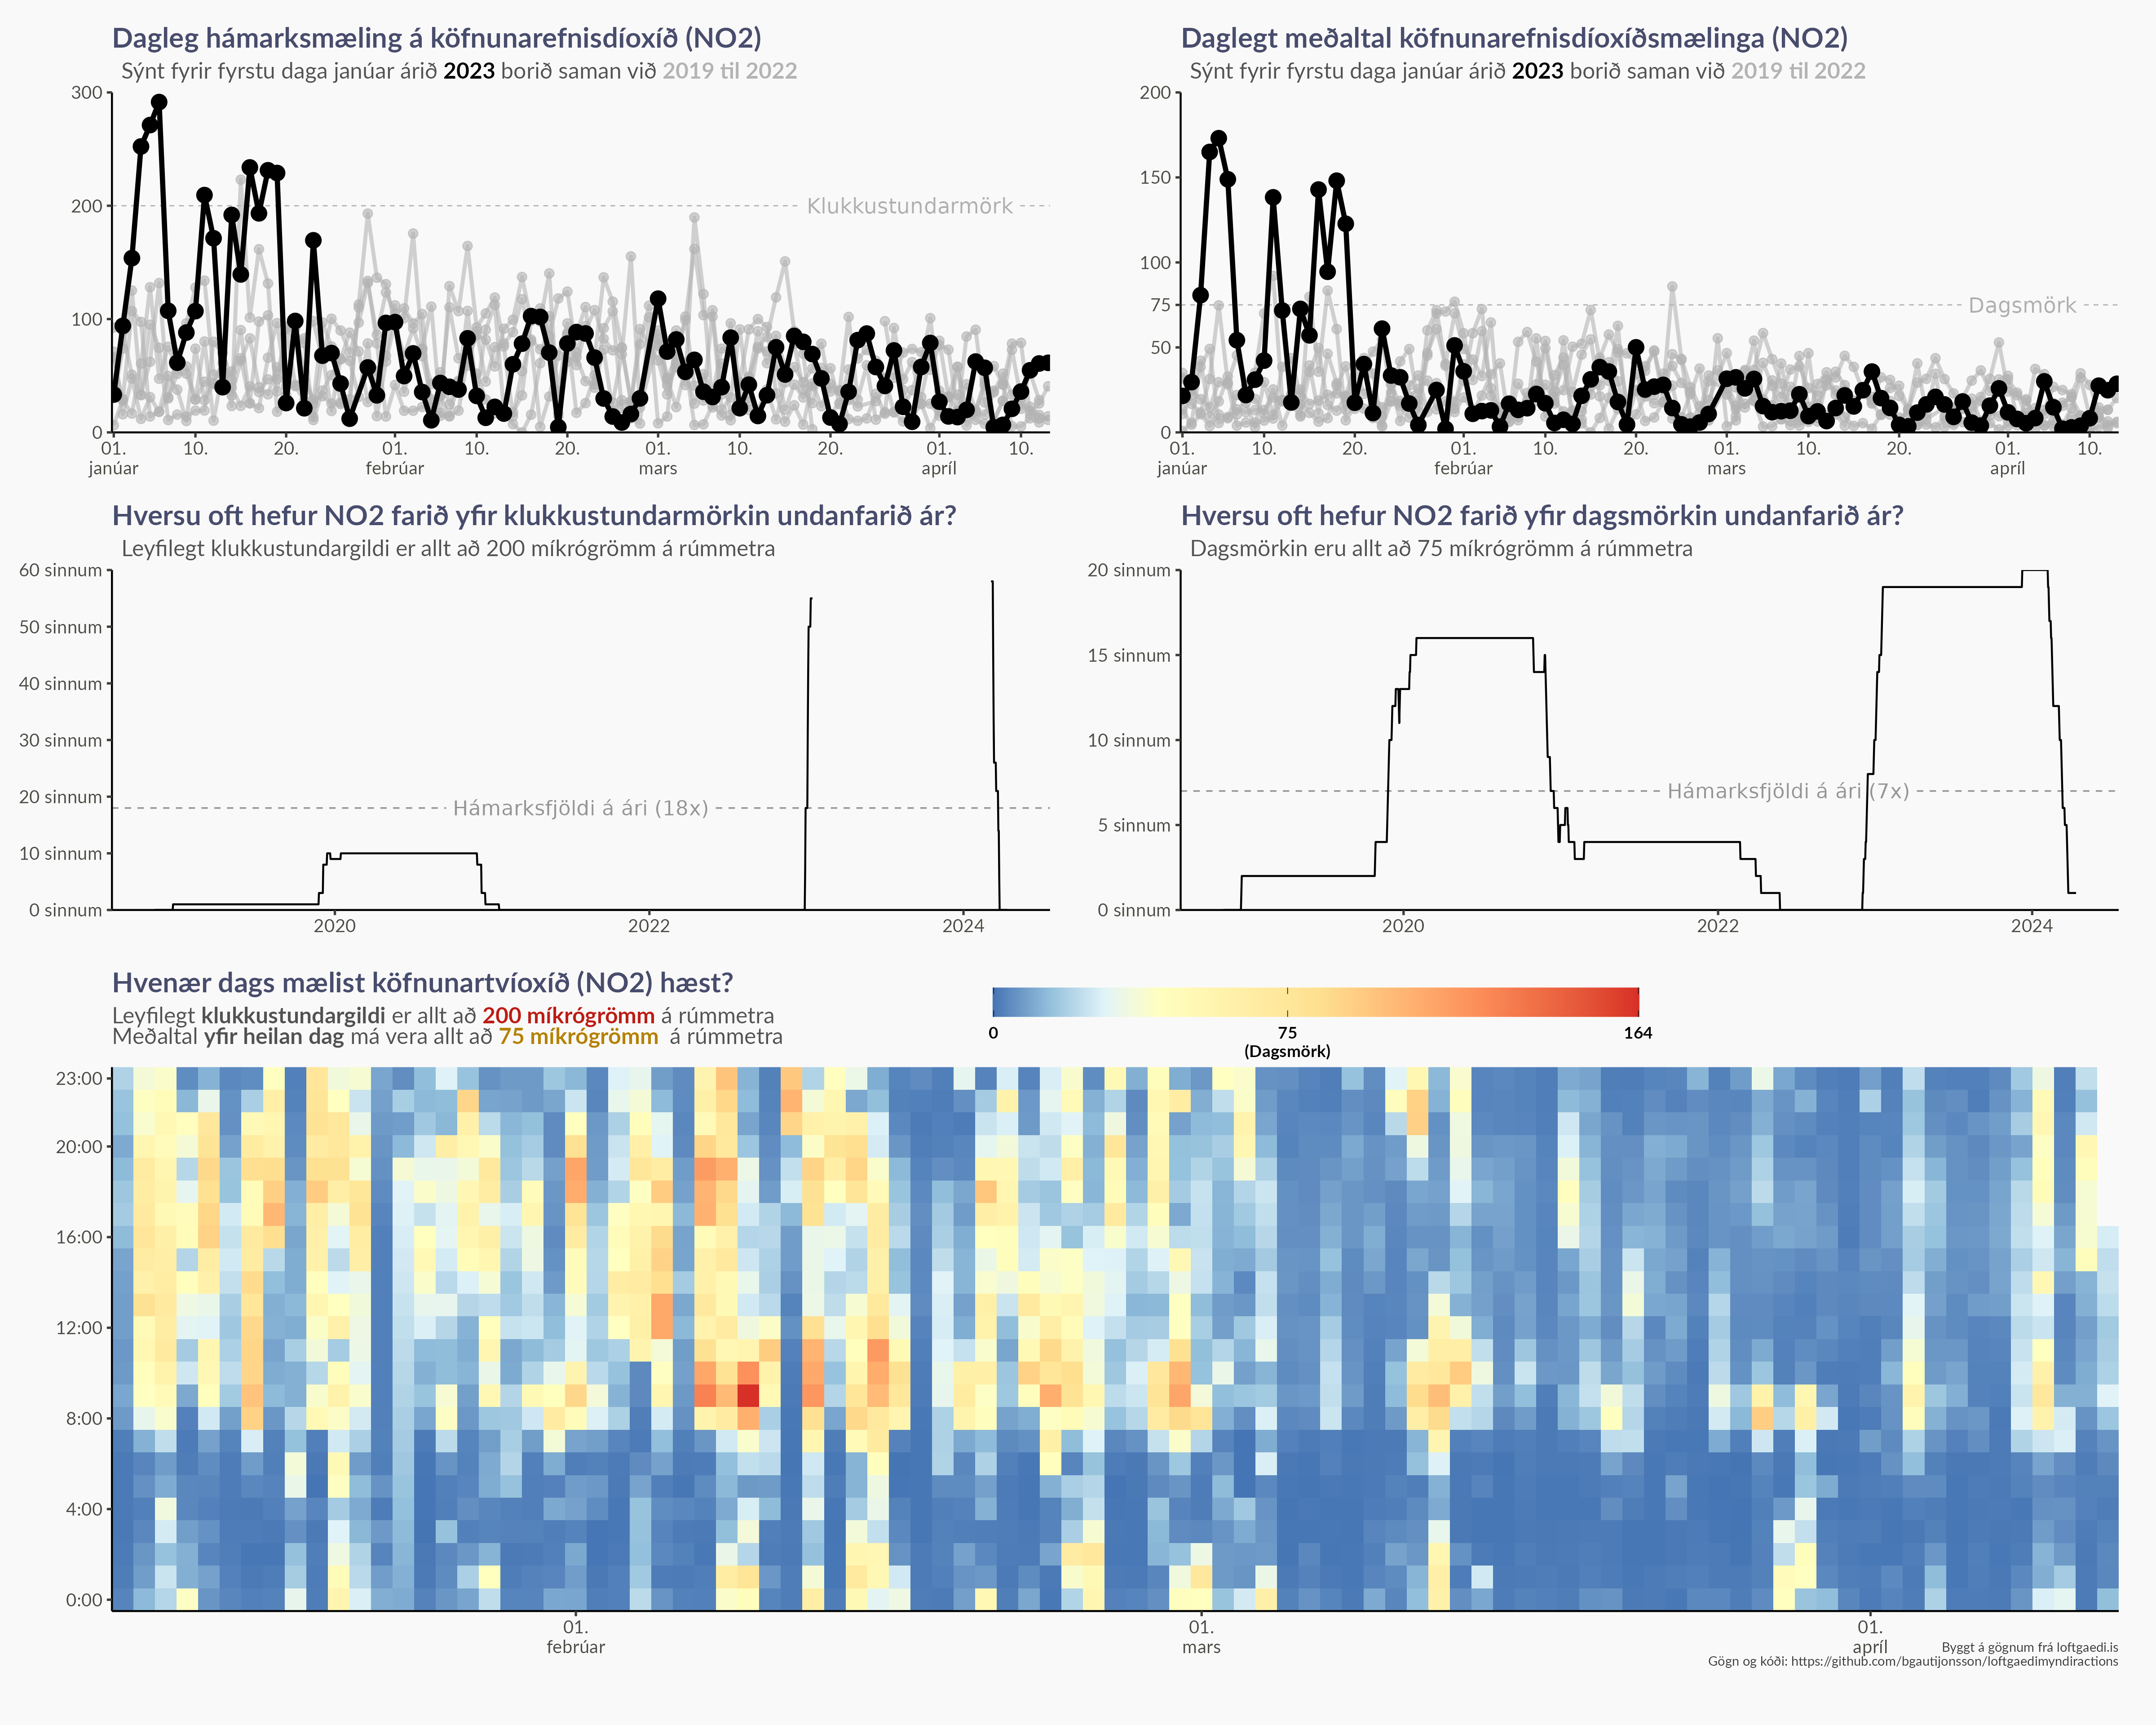 Dagleg hámarksmæling á köfnunarefnisdíoxíð (NO2)
Sýnt fyrir fyrstu daga janúar árið 2023 borið saman við 2019 til 2022
300
200
100
0
Klukkustundarmörk
01. 10. 20. 01. 10. 20. 01. 10. 20. 01. 10.
janúar febrúar mars apríl
Daglegt meðaltal köfnunarefnisdíoxíðsmælinga (NO2)
Sýnt fyrir fyrstu daga janúar árið 2023 borið saman við 2019 til 2022
200
150
100
75
50
0
Dagsmörk
01. 10. 20. 01. 10. 20. 01. 10. 20. 01. 10.
janúar febrúar mars apríl
Hversu oft hefur NO2 farið yfir klukkustundarmörkin undanfarið ár?
Leyfilegt klukkustundargildi er allt að 200 míkrógrömm á rúmmetra
60 sinnum
50 sinnum
40 sinnum
30 sinnum
20 sinnum
10 sinnum
0 sinnum
Hámarksfjöldi á ári (18x)
2020 2022 2024
Hversu oft hefur NO2 farið yfir dagsmörkin undanfarið ár?
Dagsmörkin eru allt að 75 míkrógrömm á rúmmetra
20 sinnum
15 sinnum
10 sinnum
5 sinnum
0 sinnum
Hámarksfjöldi á ári (7x)
2020 2022 2024
Hvenær dags mælist köfnunartvíoxíð (NO2) hæst?
Leyfilegt klukkustundargildi er allt að 200 míkrógrömm á rúmmetra
Meðaltal yfir heilan dag má vera allt að 75 míkrógrömm á rúmmetra
0 75 164
(Dagsmörk)
23:00
20:00
16:00
12:00
8:00
4:00
0:00
01. 01. 01.
febrúar mars apríl
Byggt á gögnum frá loftgaedi.is
Gögn og kóði: https://github.com/bgautijonsson/loftgaedimyndiractions